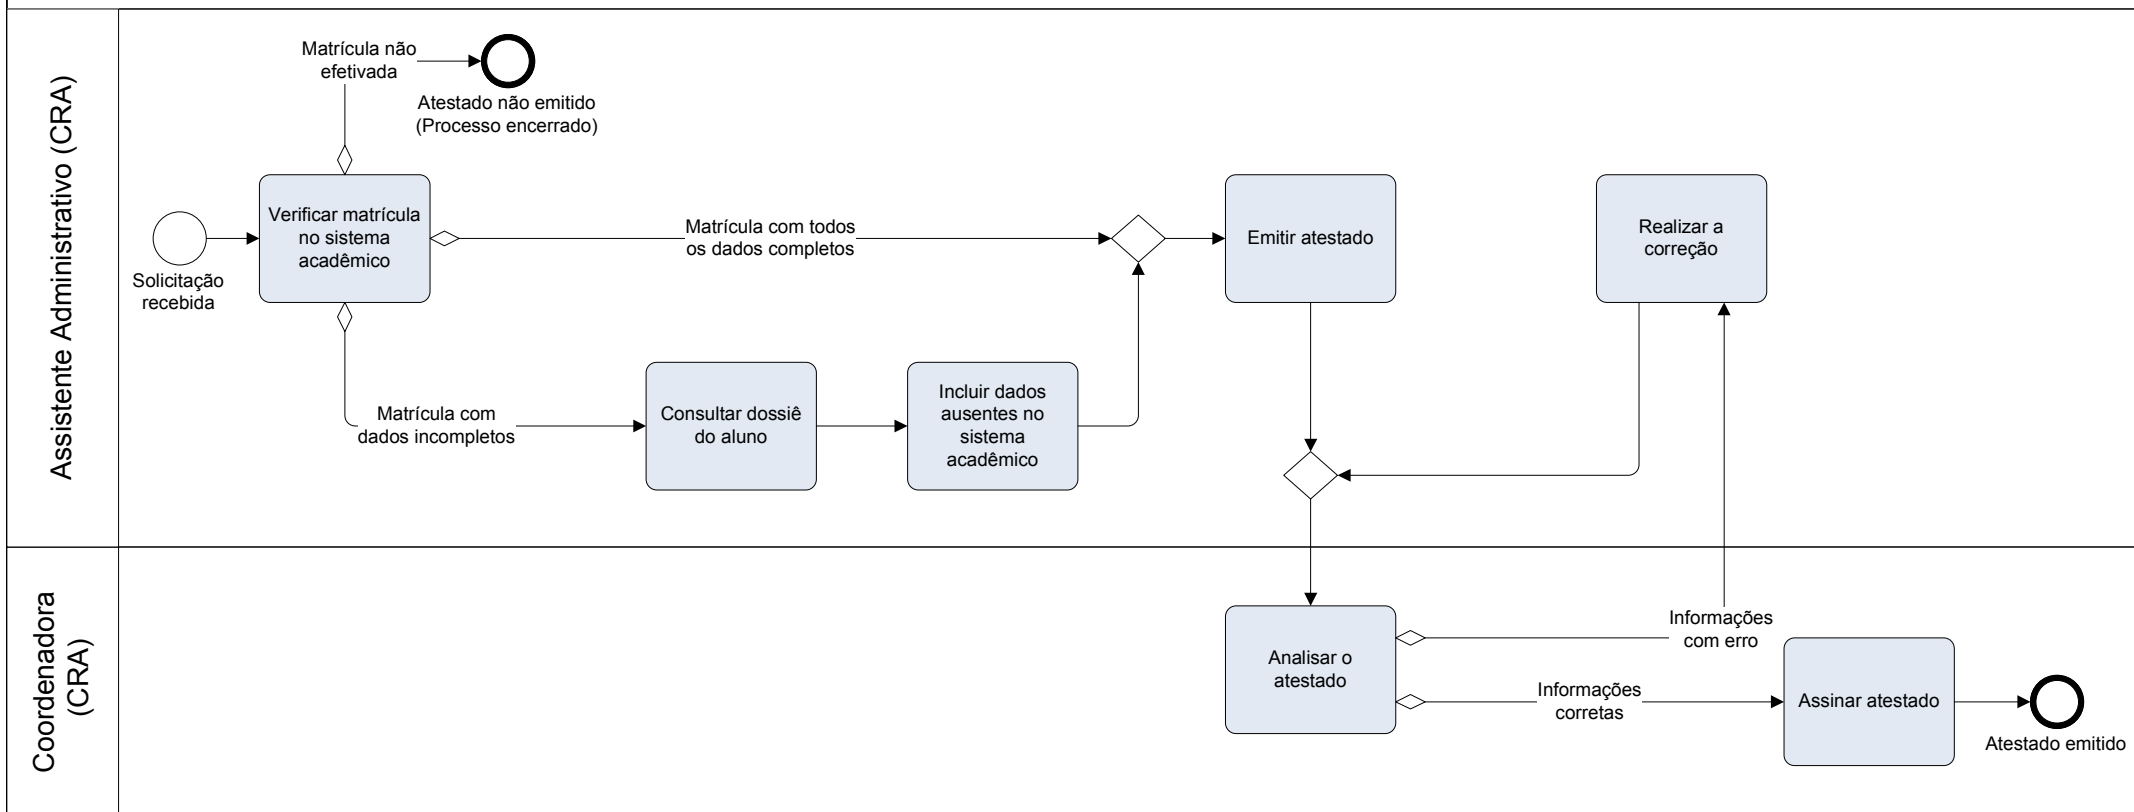 Assistente Administrativo (CRA)
Matrícula não
efetivada
Atestado não emitido
(Processo encerrado)
Solicitação
recebida
Verificar matrícula
no sistema
acadêmico
Matrícula com todos
os dados completos
Emitir atestado
Realizar a
correção
Matrícula com
dados incompletos
Consultar dossiê
do aluno
Incluir dados
ausentes no
sistema
acadêmico
Coordenadora
(CRA)
Analisar o
atestado
Informações
com erro
Informações
corretas
Assinar atestado
Atestado emitido